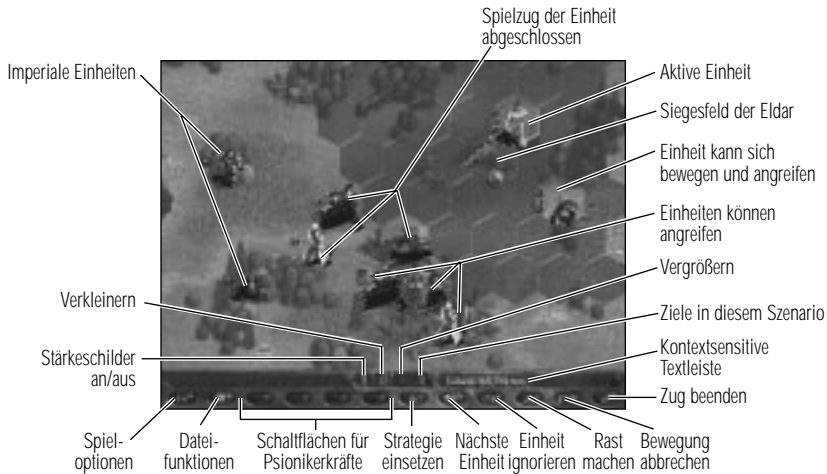 Spielzug der Einheit
abgeschlossen
Imperiale Einheiten
Aktive Einheit
Siegesfeld der Eldar
Einheit kann sich
bewegen und angreifen
Einheiten können
angreifen
Vergrößern
Verkleinern
Ziele in diesem Szenario
Stärkeschilder
an/aus
Kontextsensitive
Textleiste
Zug beenden
Spiel-
optionen
Datei-
funktionen
Schaltflächen für
Psionikerkräfte
Strategie
einsetzen
Nächste
Einheit
Einheit
ignorieren
Rast
machen
Bewegung
abbrechen